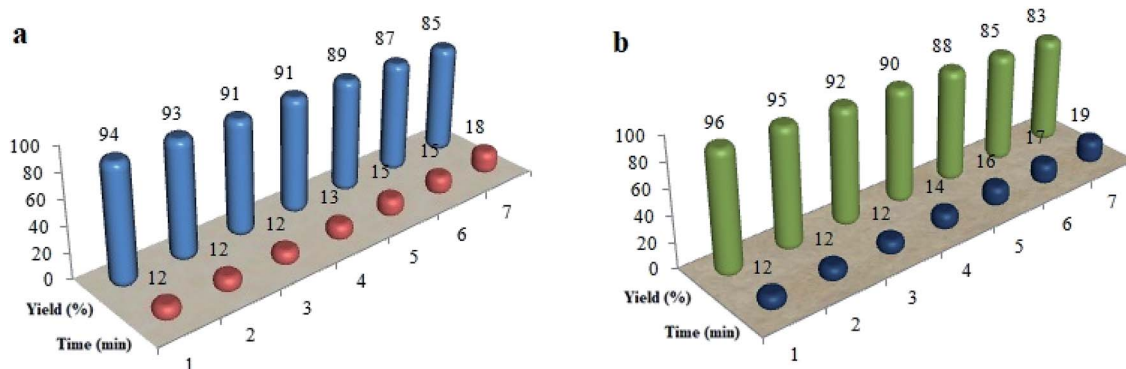 a
94 93 91 91 89 87 85
100
80
60
40
20
0
12 12 12 13 15 15 18
Yield (%)
Time (min)
1 2 3 4 5 6 7
b
96 95 92 90 88 85 83
100
80
60
40
20
0
12 12 12 14 16 17 19
Yield (%)
Time (min)
1 2 3 4 5 6 7